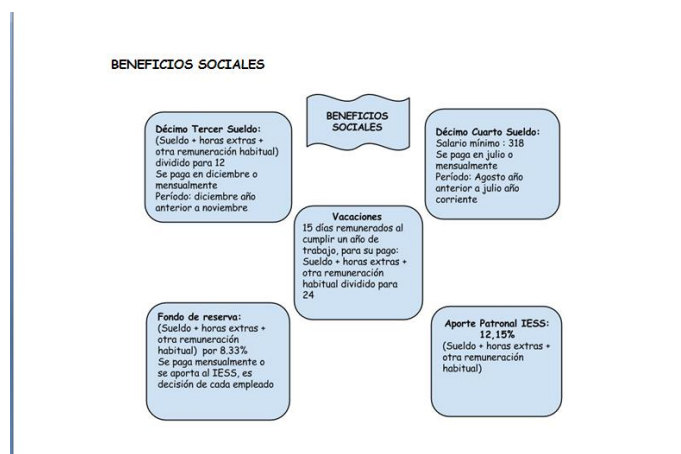 BENEFICIOS SOCIALES
BENEFICIOS
SOCIALES
Décimo Tercer Sueldo:
(Sueldo + horas extras +
otra remuneración habitual)
dividido para 12
Se paga en diciembre o
mensualmente
Período: diciembre año
anterior a noviembre
Décimo Cuarto Sueldo:
Salario mínimo : 318
Se paga en julio o
mensualmente
Período: Agosto año
anterior a julio año
corriente
Vacaciones
15 días remunerados al
cumplir un año de
trabajo, para su pago:
Sueldo + horas extras +
otra remuneración
habitual dividido para
24
Fondo de reserva:
(Sueldo + horas extras +
otra remuneración
habitual) por 8.33%
Se paga mensualmente o
se aporta al IESS, es
decisión de cada empleado
Aporte Patronal IESS:
12,15%
(Sueldo + horas extras +
otra remuneración
habitual)